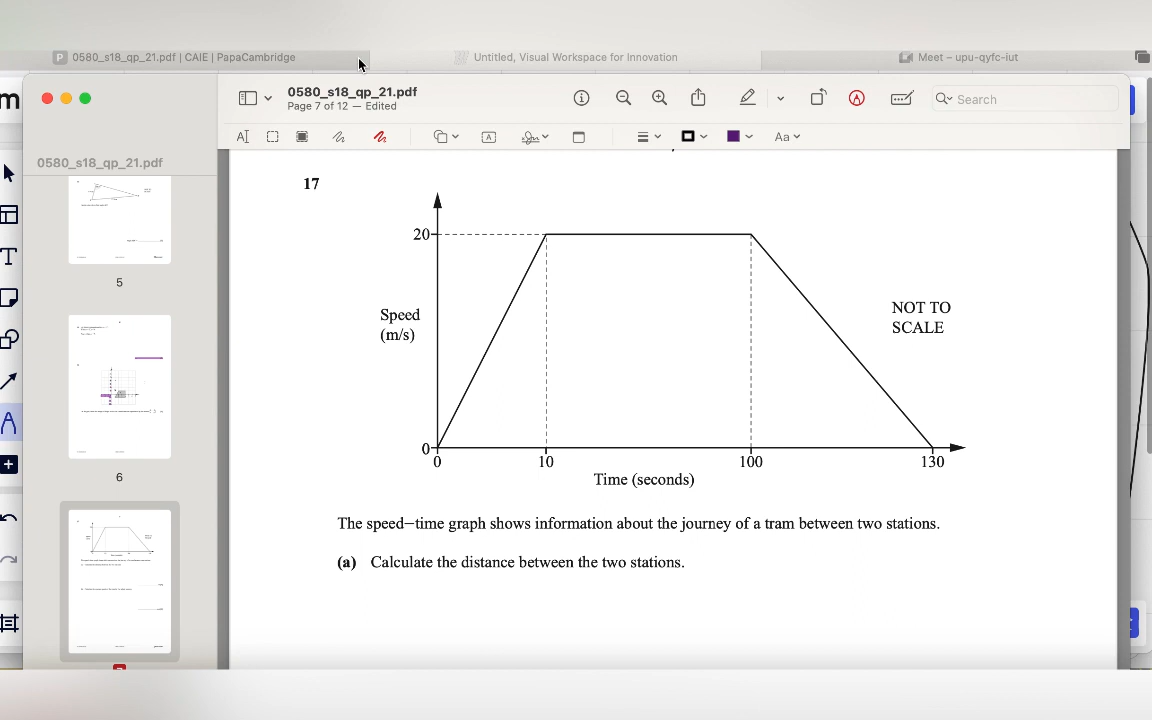 0580_s18_qp_21.pdf | CAIE | PapaCambridge
Untitled, Visual Workspace for Innovation
Meet – upu-qyfc-iut
0580_s18_qp_21.pdf
Page 7 of 12 — Edited
Search
Aa
0580_s18_qp_21.pdf
5
6
17
20
Speed
(m/s)
NOT TO
SCALE
0
0
10
100
130
Time (seconds)
The speed–time graph shows information about the journey of a tram between two stations.
(a) Calculate the distance between the two stations.